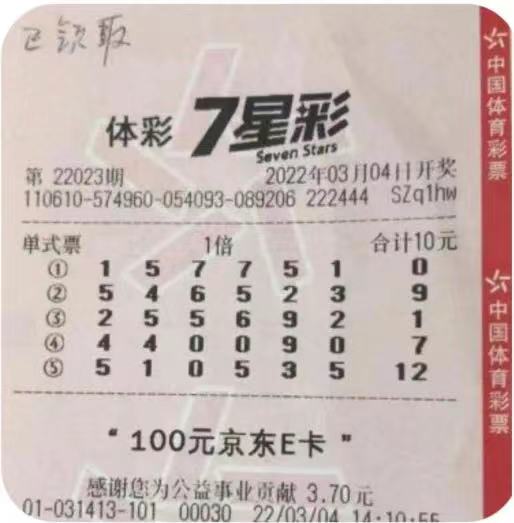 已领取
体彩 7星彩
Seven Stars
第 22023期 2022年03月04日开奖
110610-574960-054093-089206 222444 SZq1hw
单式票 1倍 合计10元
① 1 5 7 7 5 1 0
② 5 4 6 5 2 3 9
③ 2 5 5 6 9 2 1
④ 4 4 0 0 9 0 7
⑤ 5 1 0 5 3 5 12
“100元京东E卡”
感谢您为公益事业贡献 3.70元
01-031413-101 00030 22/03/04 14:10:55
中国体育彩票
中国体育彩票